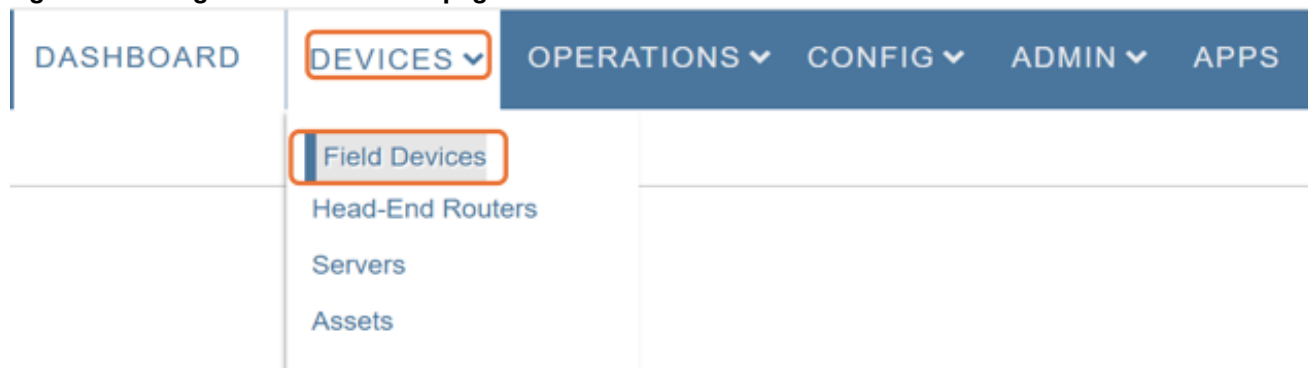 DASHBOARD DEVICES OPERATIONS CONFIG ADMIN APPS
Field Devices
Head-End Routers
Servers
Assets